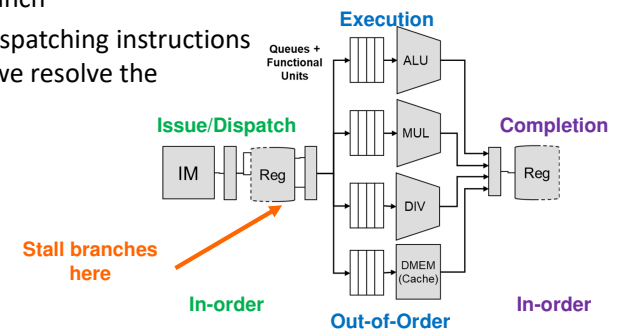 spatching instructions
we resolve the
Execution
Queues +
Functional
Units
ALU
Issue/Dispatch
MUL
Completion
IM
Reg
Reg
DIV
Stall branches
here
DMEM
(Cache)
In-order
In-order
Out-of-Order